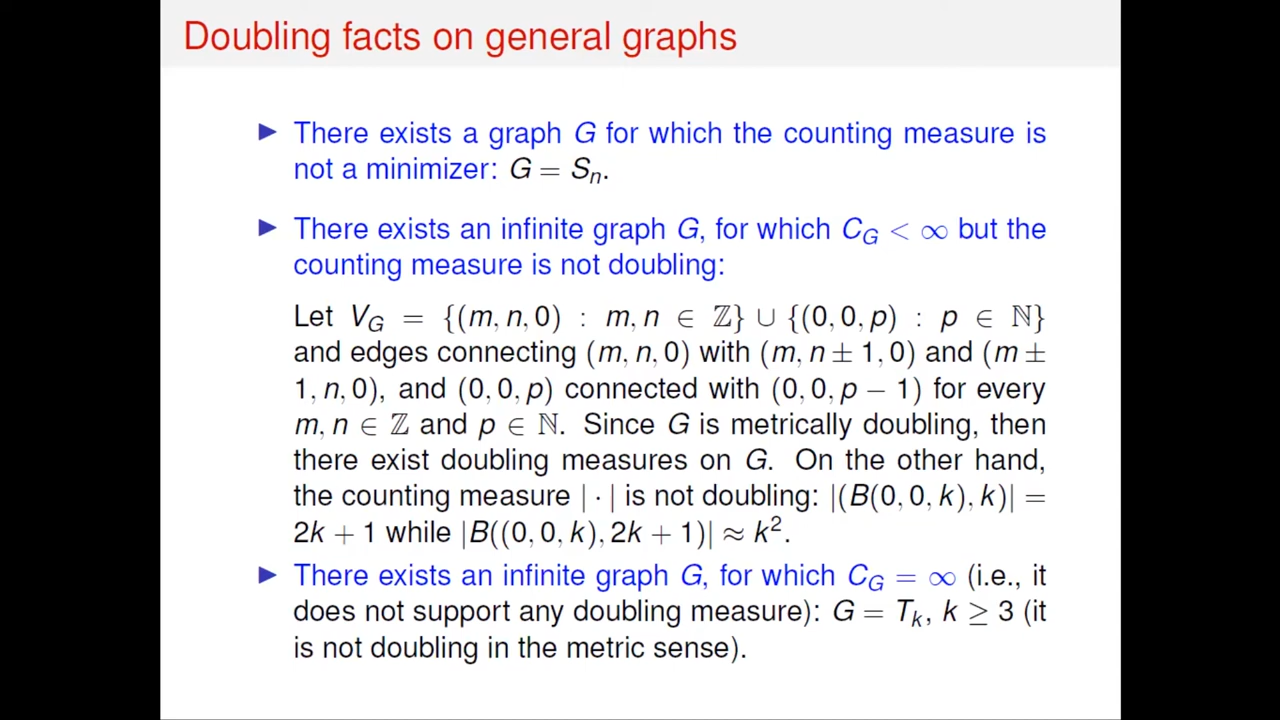 Doubling facts on general graphs
▶ There exists a graph G for which the counting measure is
not a minimizer: G = Sₙ.
▶ There exists an infinite graph G, for which C_G < ∞ but the
counting measure is not doubling:
Let V_G = {(m, n, 0) : m, n ∈ ℤ} ∪ {(0, 0, p) : p ∈ ℕ}
and edges connecting (m, n, 0) with (m, n ± 1, 0) and (m ±
1, n, 0), and (0, 0, p) connected with (0, 0, p − 1) for every
m, n ∈ ℤ and p ∈ ℕ. Since G is metrically doubling, then
there exist doubling measures on G. On the other hand,
the counting measure | · | is not doubling: |(B(0, 0, k), k)| =
2k + 1 while |B((0, 0, k), 2k + 1)| ≈ k².
▶ There exists an infinite graph G, for which C_G = ∞ (i.e., it
does not support any doubling measure): G = Tₖ, k ≥ 3 (it
is not doubling in the metric sense).